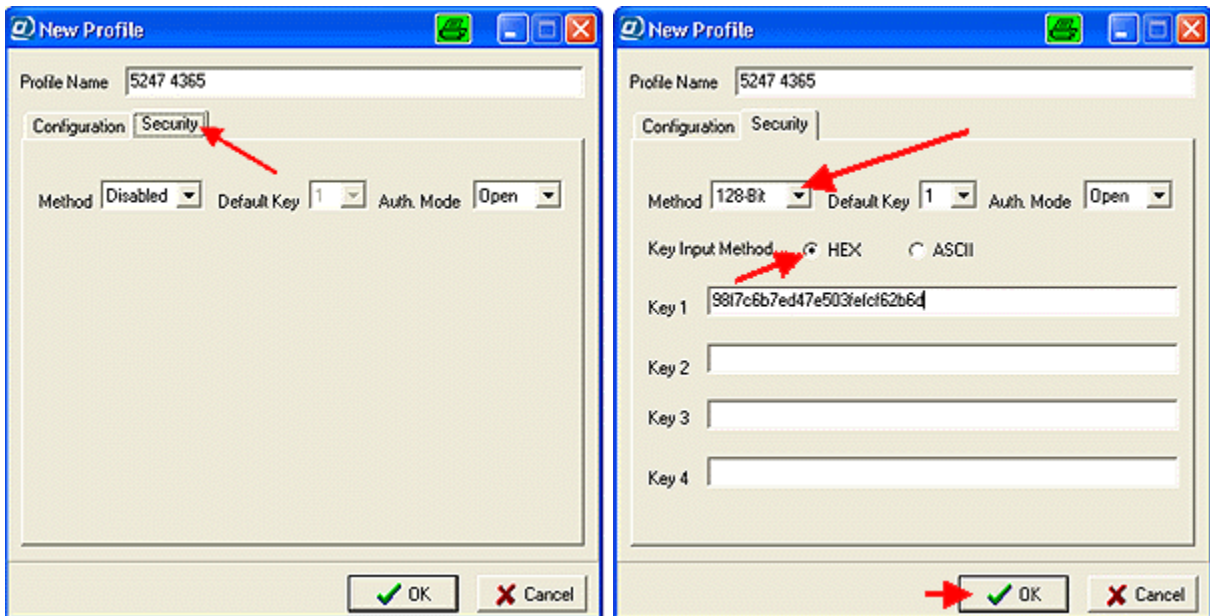 New Profile
Profile Name 5247 4365
Configuration Security
Method Disabled Default Key 1 Auth. Mode Open
OK Cancel
New Profile
Profile Name 5247 4365
Configuration Security
Method 128-Bit Default Key 1 Auth. Mode Open
Key Input Method... HEX ASCII
Key 1 98f7c6b7ed47e503fefcf62b6d
Key 2
Key 3
Key 4
OK Cancel